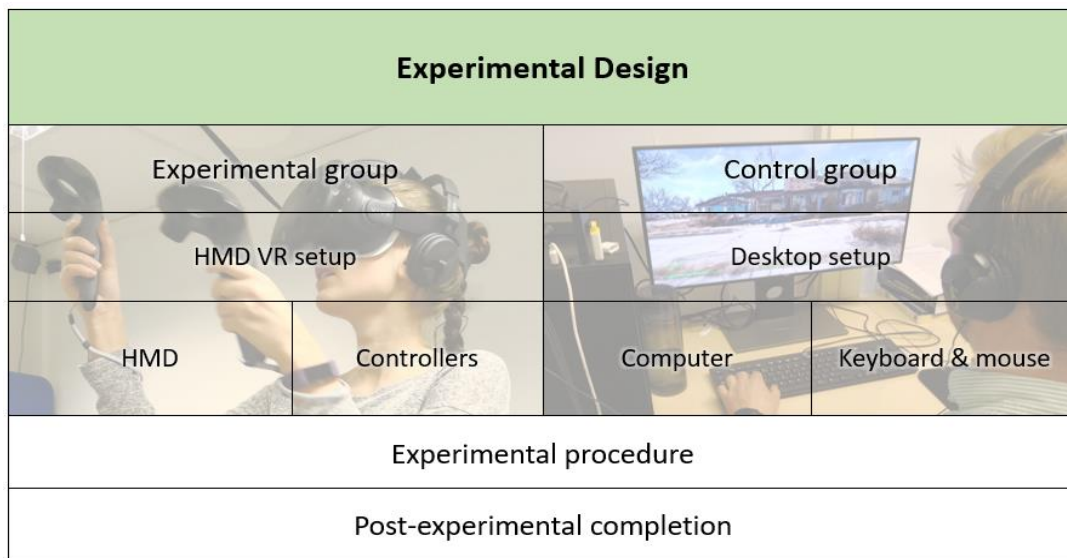 Experimental Design
Experimental group
Control group
HMD VR setup
Desktop setup
HMD
Controllers
Computer
Keyboard & mouse
Experimental procedure
Post-experimental completion